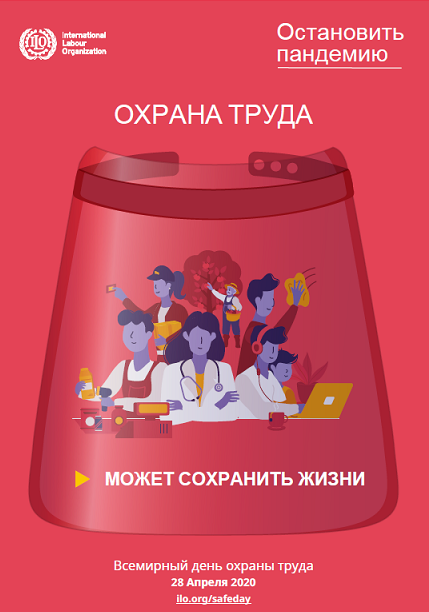 International
Labour
Organization
Остановить
пандемию
ОХРАНА ТРУДА
МОЖЕТ СОХРАНИТЬ ЖИЗНИ
Всемирный день охраны труда
28 Апреля 2020
ilo.org/safeday